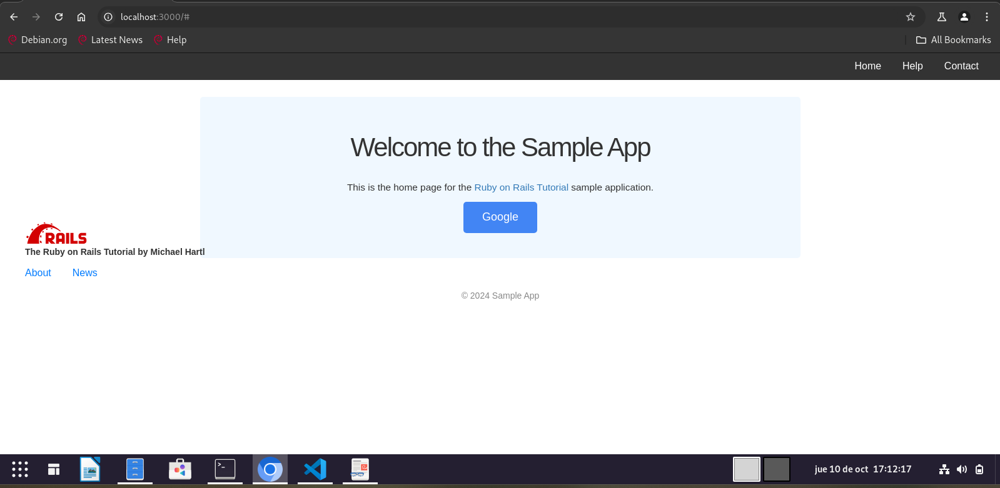 localhost:3000/#
Debian.org Latest News Help All Bookmarks
Home Help Contact
Welcome to the Sample App
This is the home page for the Ruby on Rails Tutorial sample application.
Google
RAILS
The Ruby on Rails Tutorial by Michael Hartl
About News
© 2024 Sample App
>_
jue 10 de oct 17:12:17